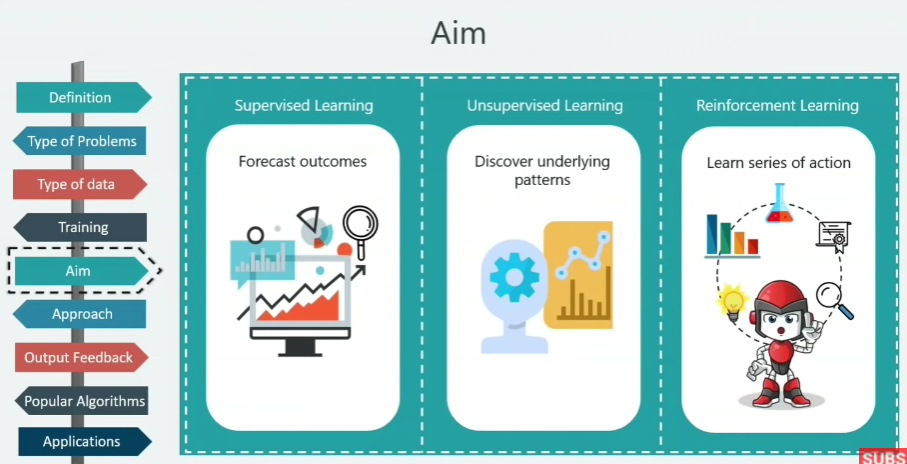 Aim
Definition
Type of Problems
Type of data
Training
Aim
Approach
Output Feedback
Popular Algorithms
Applications
Supervised Learning
Forecast outcomes
Unsupervised Learning
Discover underlying
patterns
Reinforcement Learning
Learn series of action
SUBS